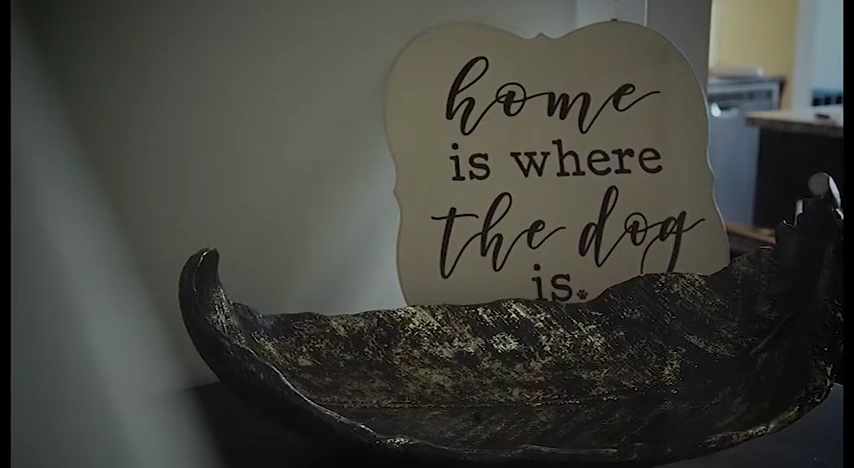 home
is where
the dog
is.